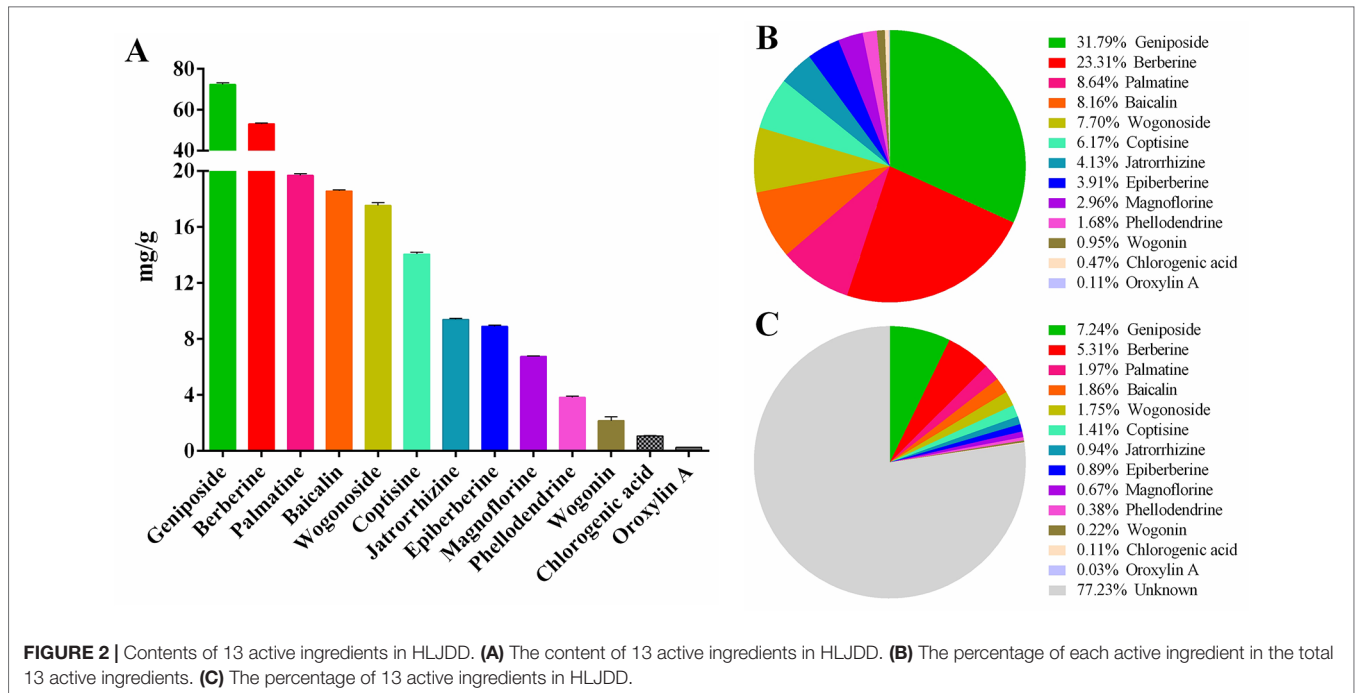 A
mg/g
80
60
40
20
16
12
8
4
0
Geniposide
Berberine
Palmatine
Baicalin
Wogonoside
Coptisine
Jatrorrhizine
Epiberberine
Magnoflorine
Phellodendrine
Wogonin
Chlorogenic acid
Oroxylin A
B
31.79% Geniposide
23.31% Berberine
8.64% Palmatine
8.16% Baicalin
7.70% Wogonoside
6.17% Coptisine
4.13% Jatrorrhizine
3.91% Epiberberine
2.96% Magnoflorine
1.68% Phellodendrine
0.95% Wogonin
0.47% Chlorogenic acid
0.11% Oroxylin A
C
7.24% Geniposide
5.31% Berberine
1.97% Palmatine
1.86% Baicalin
1.75% Wogonoside
1.41% Coptisine
0.94% Jatrorrhizine
0.89% Epiberberine
0.67% Magnoflorine
0.38% Phellodendrine
0.22% Wogonin
0.11% Chlorogenic acid
0.03% Oroxylin A
77.23% Unknown
FIGURE 2 | Contents of 13 active ingredients in HLJDD. (A) The content of 13 active ingredients in HLJDD. (B) The percentage of each active ingredient in the total
13 active ingredients. (C) The percentage of 13 active ingredients in HLJDD.